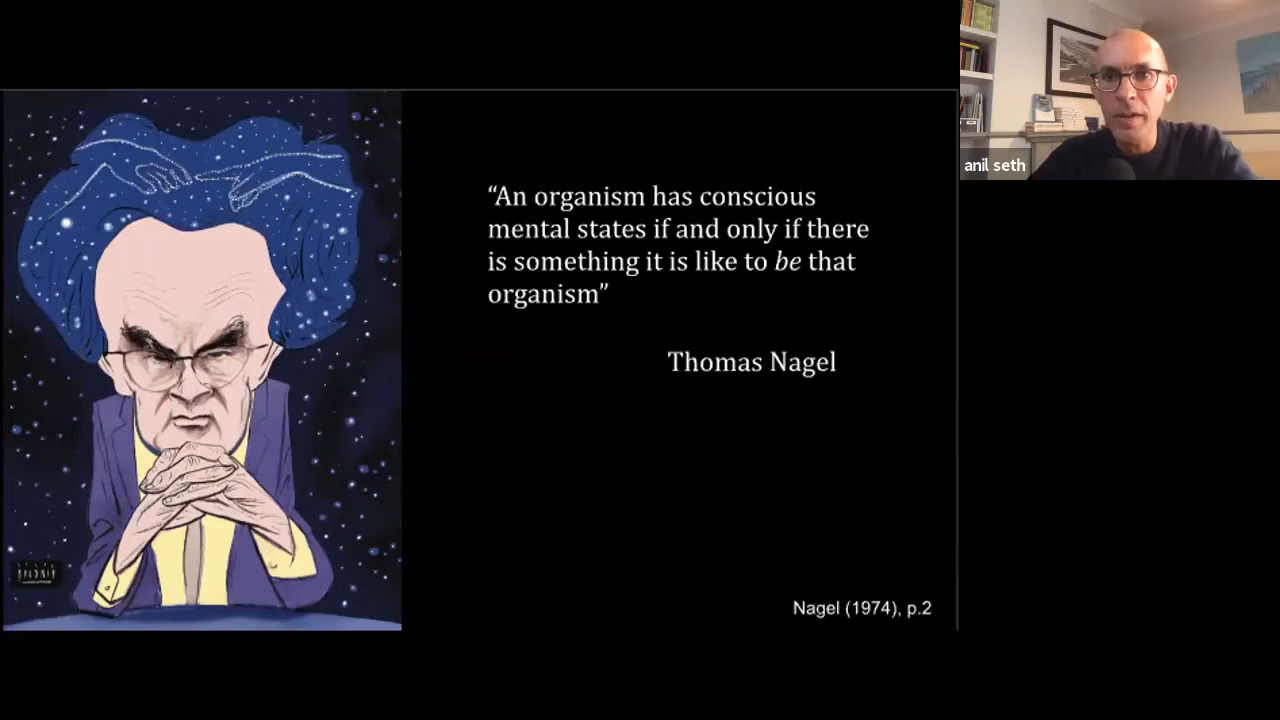 “An organism has conscious
mental states if and only if there
is something it is like to be that
organism”
Thomas Nagel
Nagel (1974), p.2
anil seth